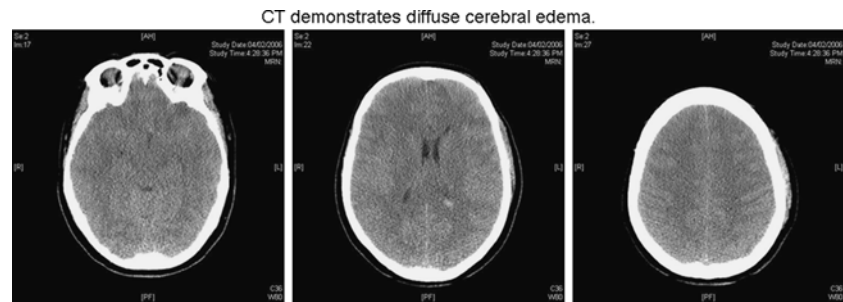 CT demonstrates diffuse cerebral edema.
Se:2
Im:17
[AH]
Study Date:04/02/2006
Study Time:4:28:36 PM
MRN:
[R]
[L]
C36
W80
[PF]
Se:2
Im:22
[AH]
Study Date:04/02/2006
Study Time:4:28:36 PM
MRN:
[R]
[L]
C36
W80
[PF]
Se:2
Im:27
[AH]
Study Date:04/02/2006
Study Time:4:28:36 PM
MRN:
[R]
[L]
C36
W80
[PF]